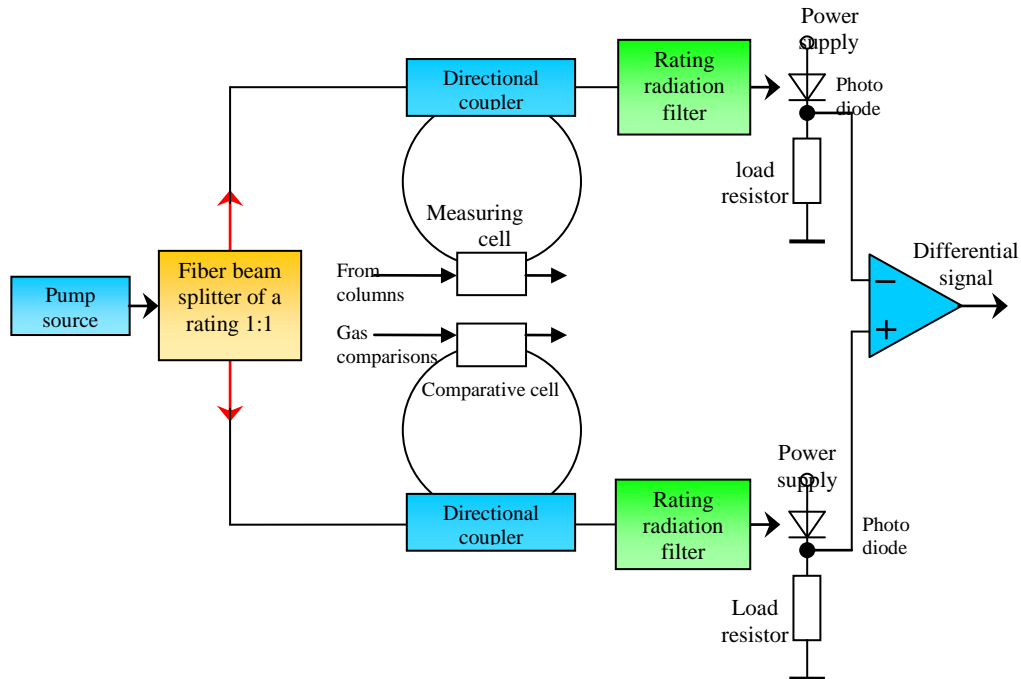 Power
supply
Directional
coupler
Rating
radiation
filter
Photo
diode
load
resistor
Measuring
cell
From
columns
Pump
source
Fiber beam
splitter of a
rating 1:1
Gas
comparisons
Comparative cell
−
+
Differential
signal
Directional
coupler
Rating
radiation
filter
Power
supply
Photo
diode
Load
resistor